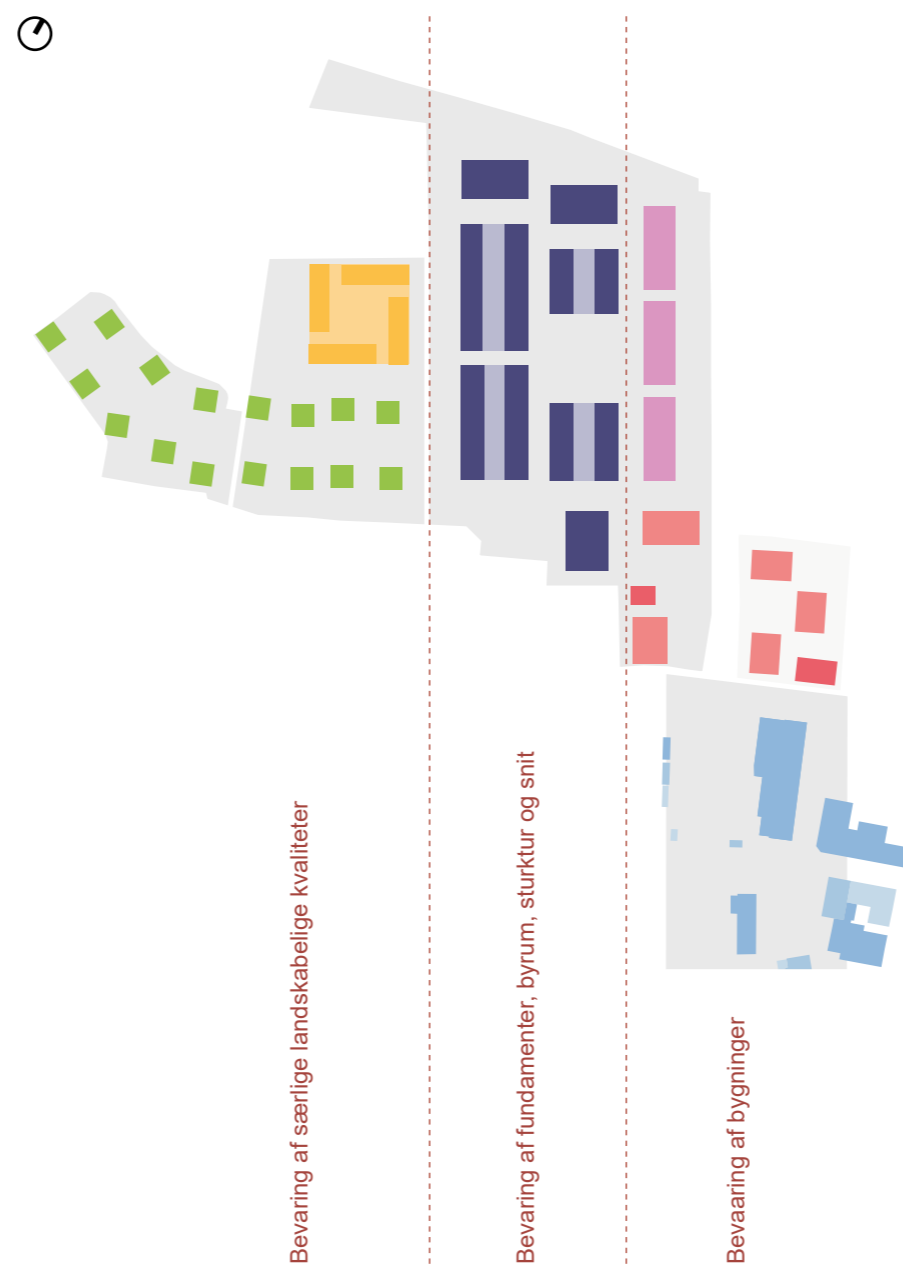 Bevaring af særlige landskabelige kvaliteter
Bevaring af fundamenter, byrum, sturktur og snit
Bevaaring af bygninger